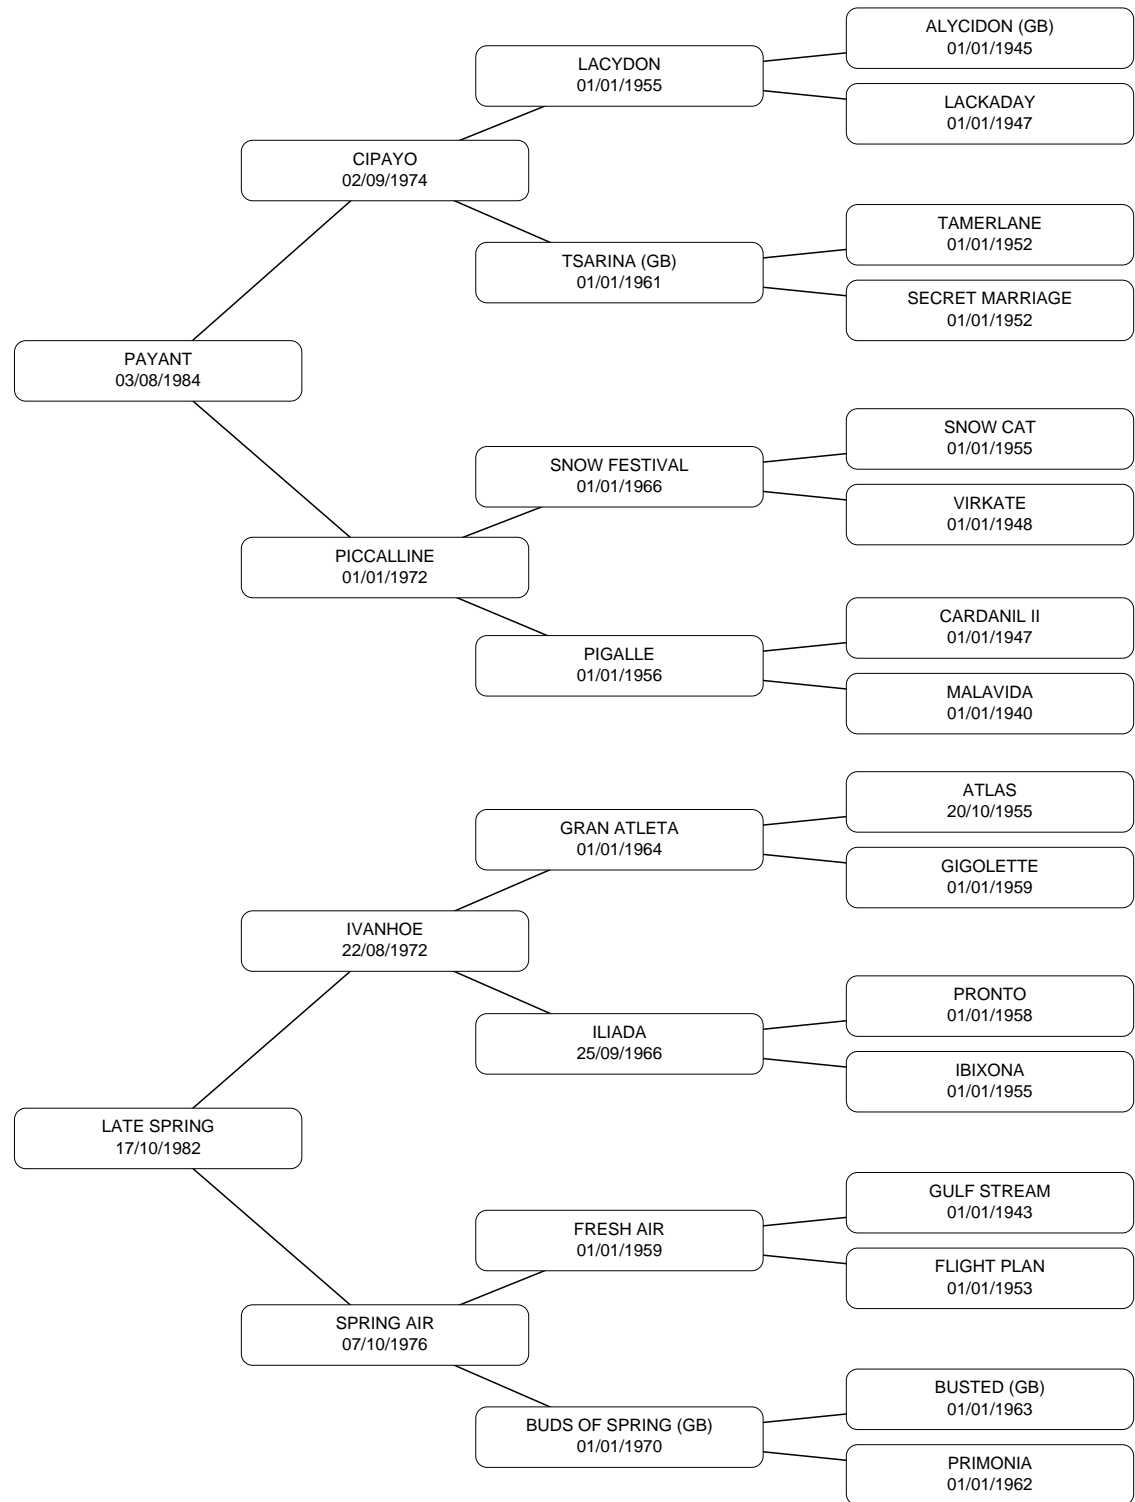 ALYCIDON (GB)
01/01/1945
LACYDON
01/01/1955
LACKADAY
01/01/1947
CIPAYO
02/09/1974
TAMERLANE
01/01/1952
TSARINA (GB)
01/01/1961
SECRET MARRIAGE
01/01/1952
PAYANT
03/08/1984
SNOW CAT
01/01/1955
SNOW FESTIVAL
01/01/1966
VIRKATE
01/01/1948
PICCALLINE
01/01/1972
CARDANIL II
01/01/1947
PIGALLE
01/01/1956
MALAVIDA
01/01/1940
ATLAS
20/10/1955
GRAN ATLETA
01/01/1964
GIGOLETTE
01/01/1959
IVANHOE
22/08/1972
PRONTO
01/01/1958
ILIADA
25/09/1966
IBIXONA
01/01/1955
LATE SPRING
17/10/1982
GULF STREAM
01/01/1943
FRESH AIR
01/01/1959
FLIGHT PLAN
01/01/1953
SPRING AIR
07/10/1976
BUSTED (GB)
01/01/1963
BUDS OF SPRING (GB)
01/01/1970
PRIMONIA
01/01/1962